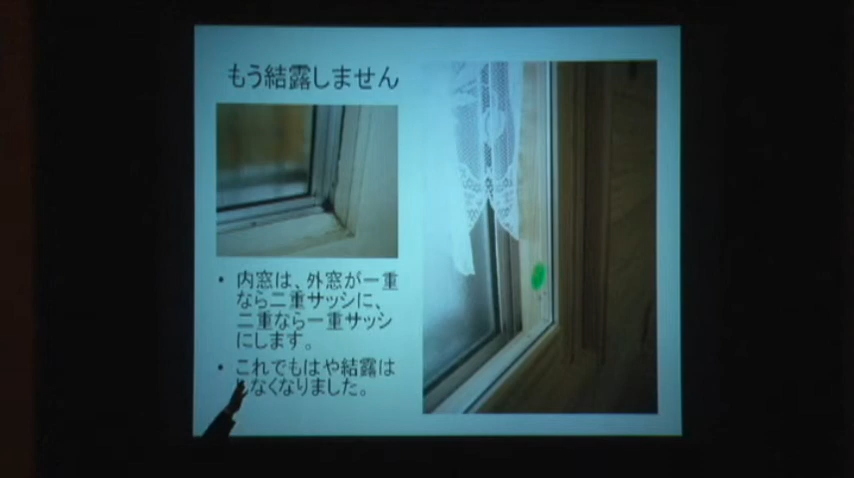 もう結露しません
• 内窓は、外窓が一重
なら二重サッシに、
二重なら一重サッシ
にします。
• これでもはや結露は
しなくなりました。